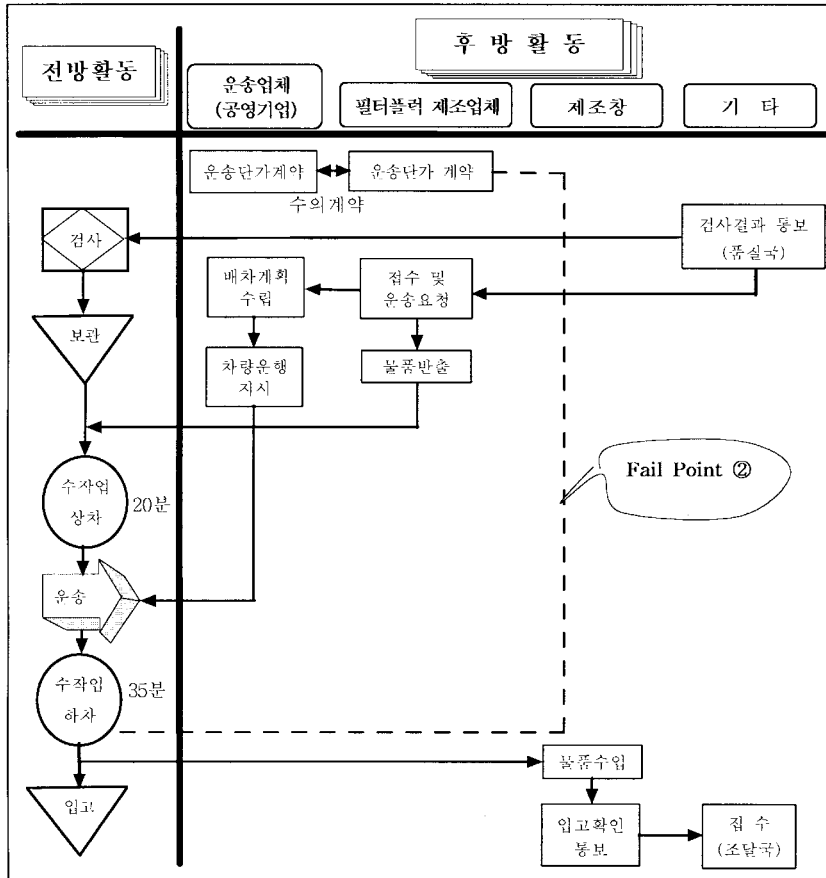 전방활동
후 방 활 동
운송업체
(공영기업)
필터플럭 제조업체
제조창
기 타
운송단가계약
운송단가 계약
수의계약
검사
검사결과 통보
(품질국)
배차계획
수립
접수 및
운송요청
보관
차량운행
지시
물품반출
Fail Point ②
수작업
상차
20분
운송
수작업
하차
35분
물품수입
입고
입고확인
통보
접 수
(조달국)